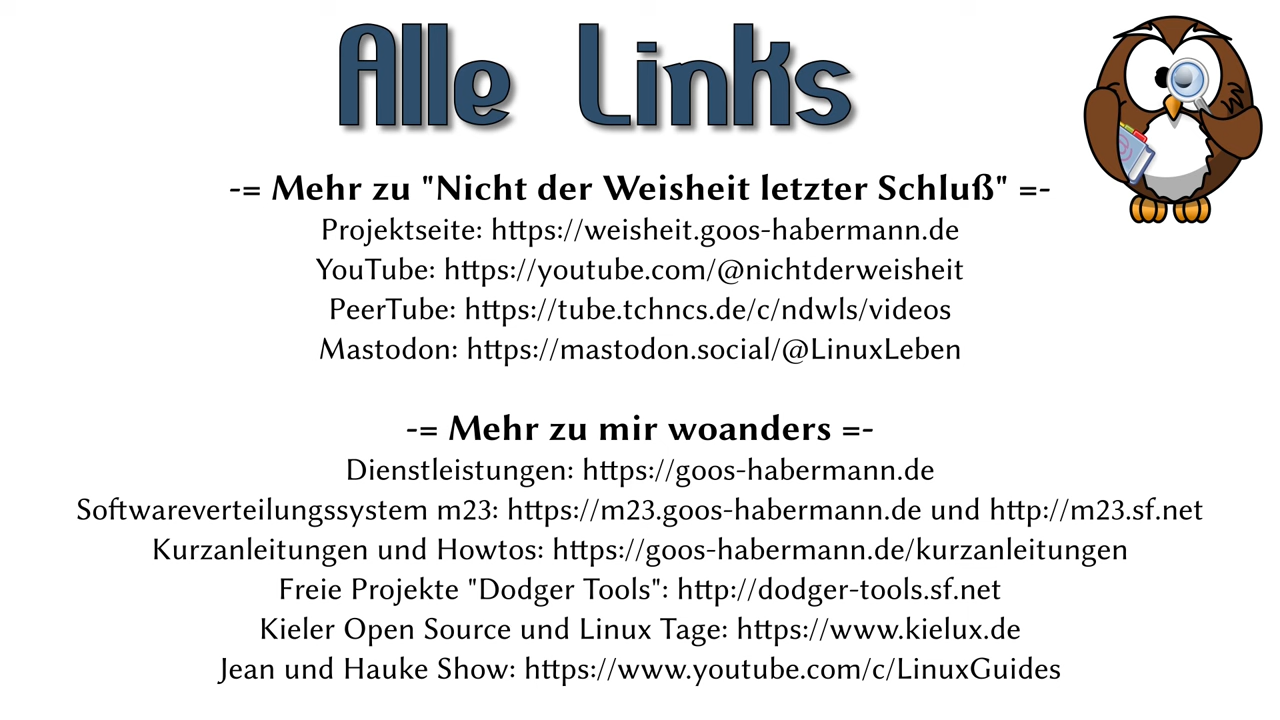 Alle Links
-= Mehr zu "Nicht der Weisheit letzter Schluß" =-
Projektseite: https://weisheit.goos-habermann.de
YouTube: https://youtube.com/@nichtderweisheit
PeerTube: https://tube.tchncs.de/c/ndwls/videos
Mastodon: https://mastodon.social/@LinuxLeben
-= Mehr zu mir woanders =-
Dienstleistungen: https://goos-habermann.de
Softwareverteilungssystem m23: https://m23.goos-habermann.de und http://m23.sf.net
Kurzanleitungen und Howtos: https://goos-habermann.de/kurzanleitungen
Freie Projekte "Dodger Tools": http://dodger-tools.sf.net
Kieler Open Source und Linux Tage: https://www.kielux.de
Jean und Hauke Show: https://www.youtube.com/c/LinuxGuides